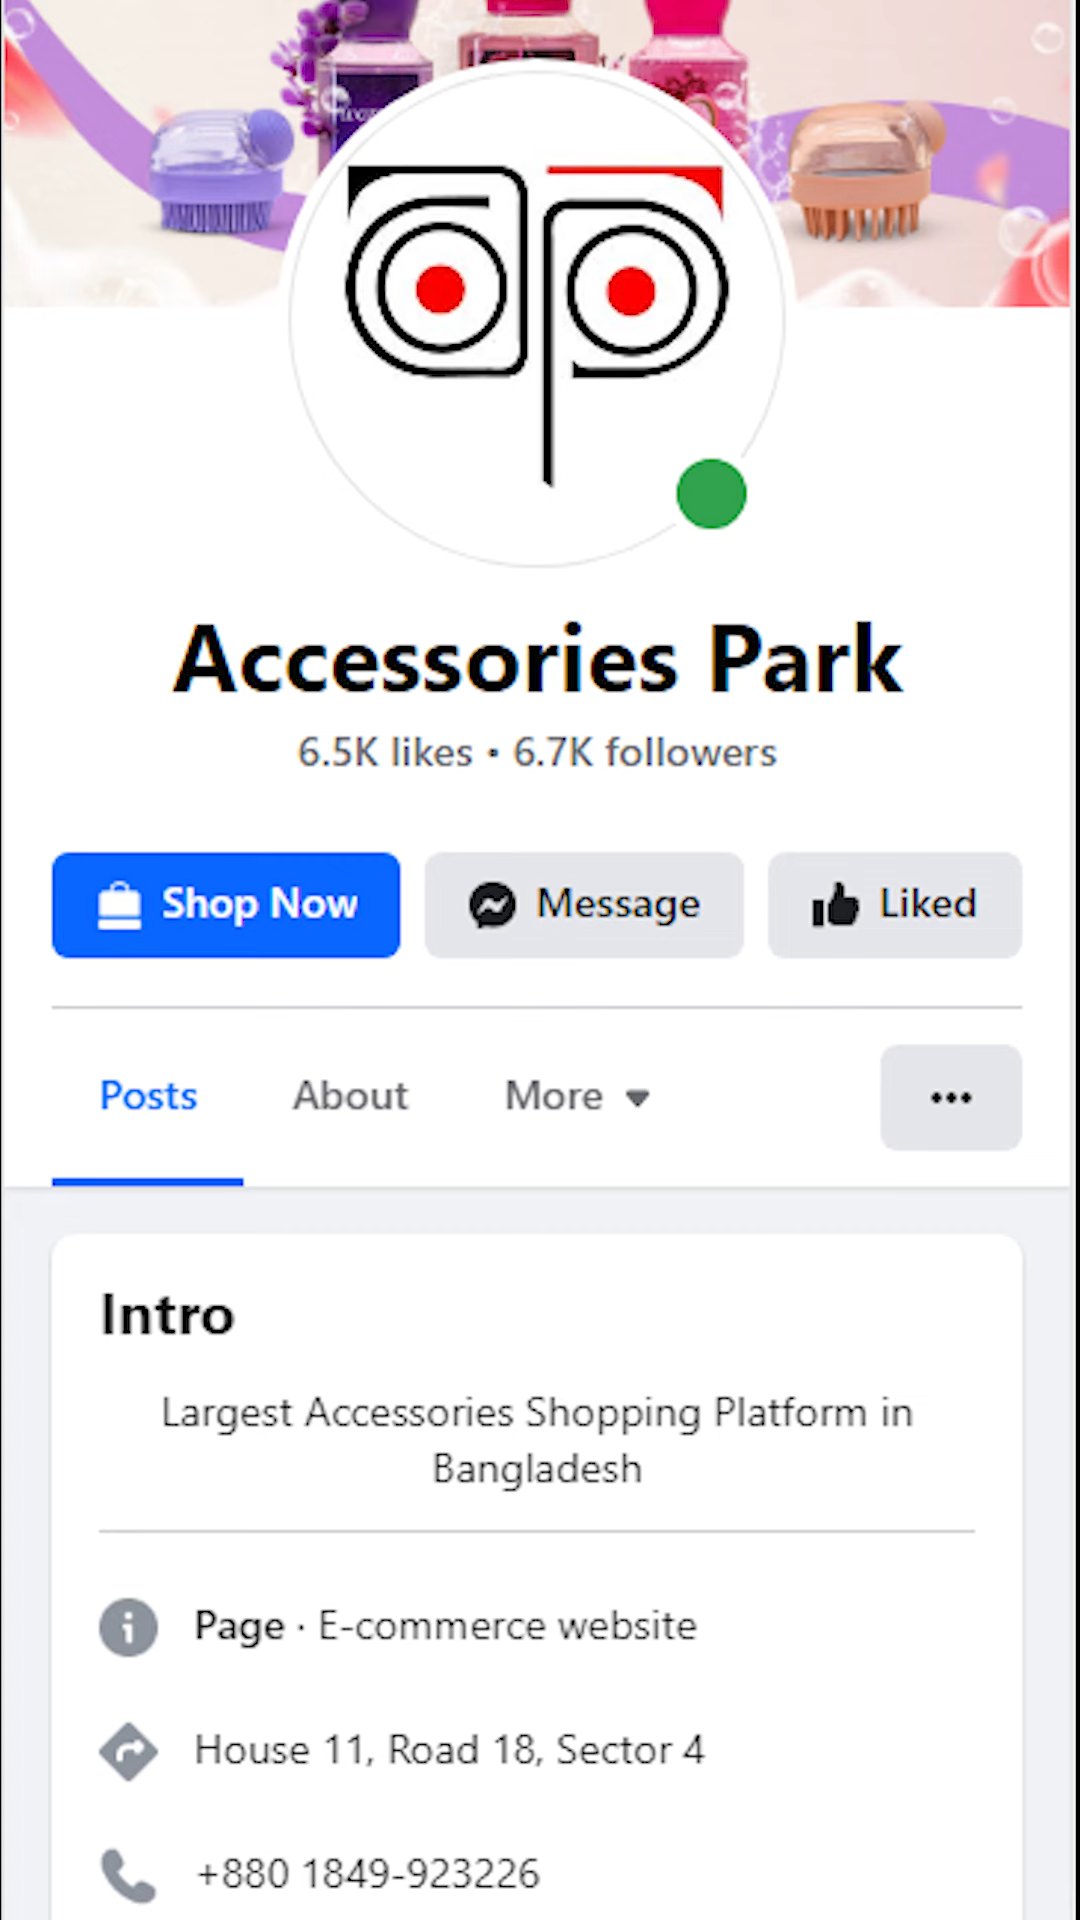 ap
Accessories Park
6.5K likes • 6.7K followers
Shop Now
Message
Liked
Posts
About
More
Intro
Largest Accessories Shopping Platform in
Bangladesh
Page · E-commerce website
House 11, Road 18, Sector 4
+880 1849-923226